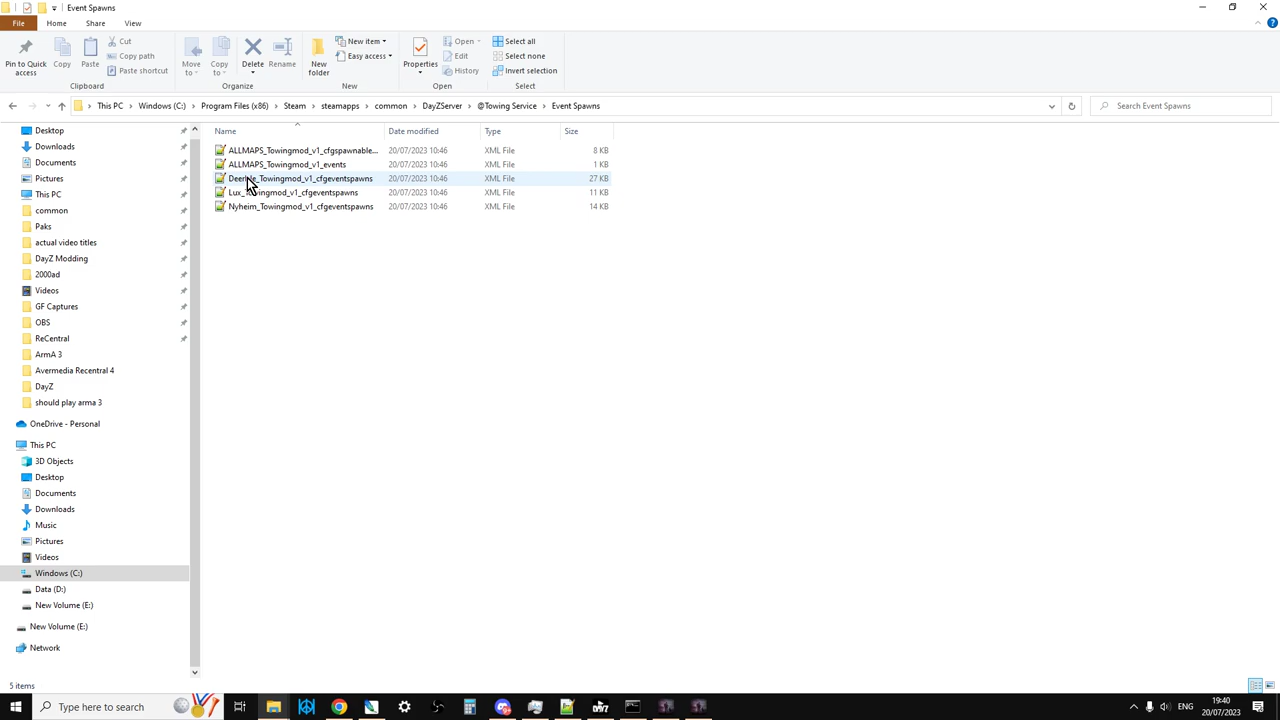 Event Spawns
File Home Share View
Pin to Quick access
Copy
Paste
Cut
Copy path
Paste shortcut
Clipboard
Move to
Copy to
Delete
Rename
Organize
New folder
New item
Easy access
New
Properties
Open
Edit
History
Open
Select all
Select none
Invert selection
Select
This PC Windows (C:) Program Files (x86) Steam steamapps common DayZServer @Towing Service Event Spawns
Search Event Spawns
Name Date modified Type Size
ALLMAPS_Towingmod_v1_cfgspawnable... 20/07/2023 10:46 XML File 8 KB
ALLMAPS_Towingmod_v1_events 20/07/2023 10:46 XML File 1 KB
_Towingmod_v1_cfgeventspawns 20/07/2023 10:46 XML File 27 KB
Lux_Towingmod_v1_cfgeventspawns 20/07/2023 10:46 XML File 11 KB
Nyheim_Towingmod_v1_cfgeventspawns 20/07/2023 10:46 XML File 14 KB
Desktop
Downloads
Documents
Pictures
This PC
common
Paks
actual video titles
DayZ Modding
2000ad
Videos
GF Captures
OBS
ReCentral
ArmA 3
Avermedia Recentral 4
DayZ
should play arma 3
OneDrive - Personal
This PC
3D Objects
Desktop
Documents
Downloads
Music
Pictures
Videos
Windows (C:)
Data (D:)
New Volume (E:)
New Volume (E:)
Network
5 items
Type here to search
ENG
19:40
20/07/2023